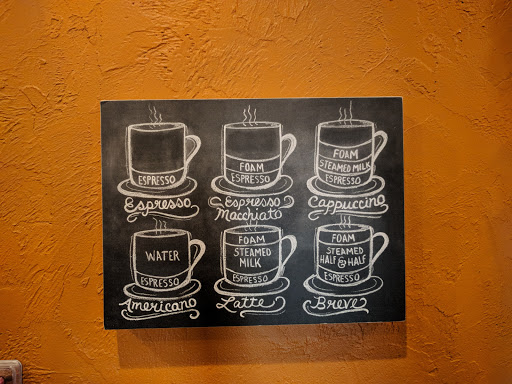 ESPRESSO
Espresso
FOAM
ESPRESSO
Espresso
Macchiato
FOAM
STEAMED MILK
ESPRESSO
Cappuccino
WATER
ESPRESSO
Americano
FOAM
STEAMED
MILK
ESPRESSO
Latte
FOAM
STEAMED
HALF & HALF
ESPRESSO
Breve